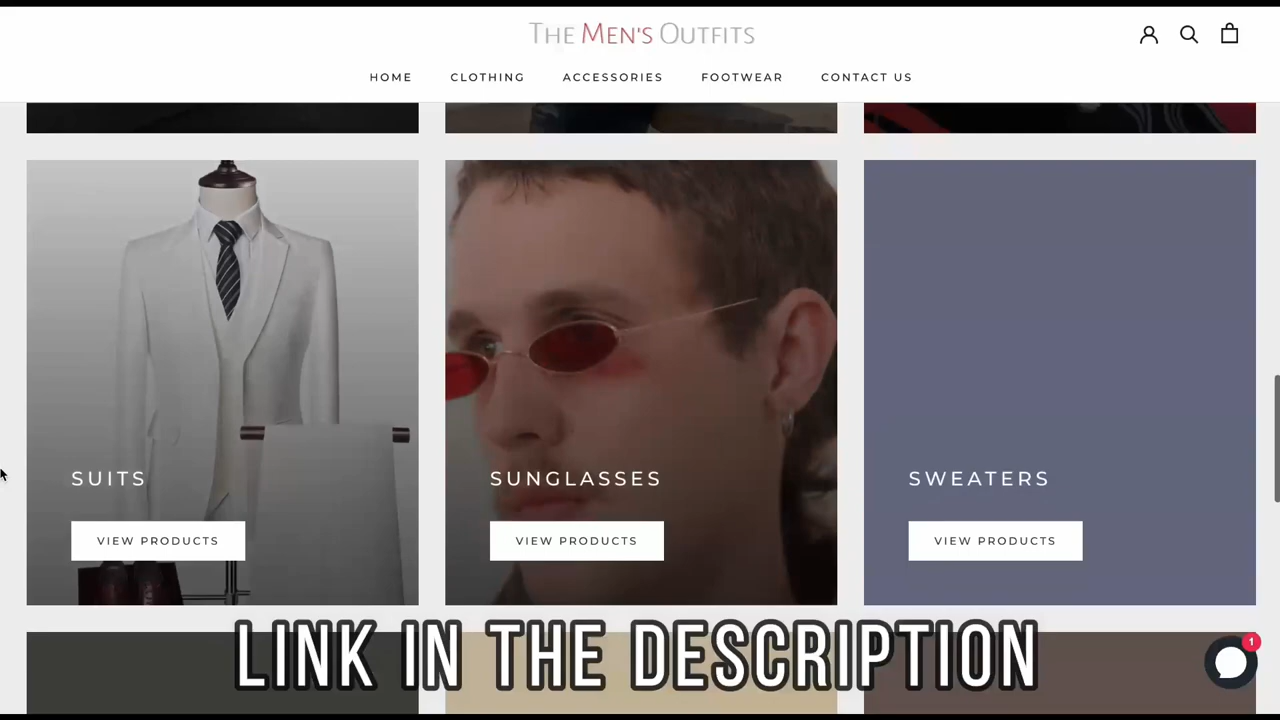 THE MEN'S OUTFITS
HOME CLOTHING ACCESSORIES FOOTWEAR CONTACT US
SUITS SUNGLASSES SWEATERS
VIEW PRODUCTS VIEW PRODUCTS VIEW PRODUCTS
LINK IN THE DESCRIPTION
1